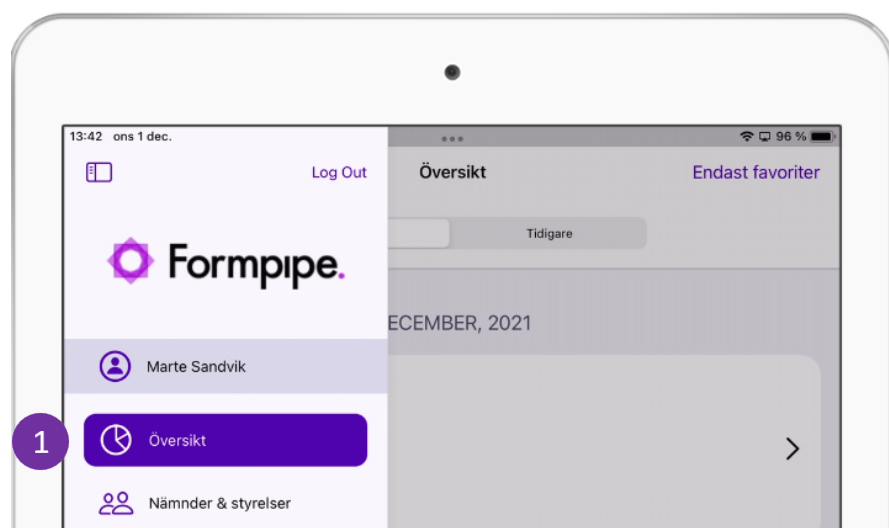 13:42 ons 1 dec.
96 %
Log Out
Översikt
Endast favoriter
Tidigare
Formpipe.
ECEMBER, 2021
Marte Sandvik
1
Översikt
Nämnder & styrelser